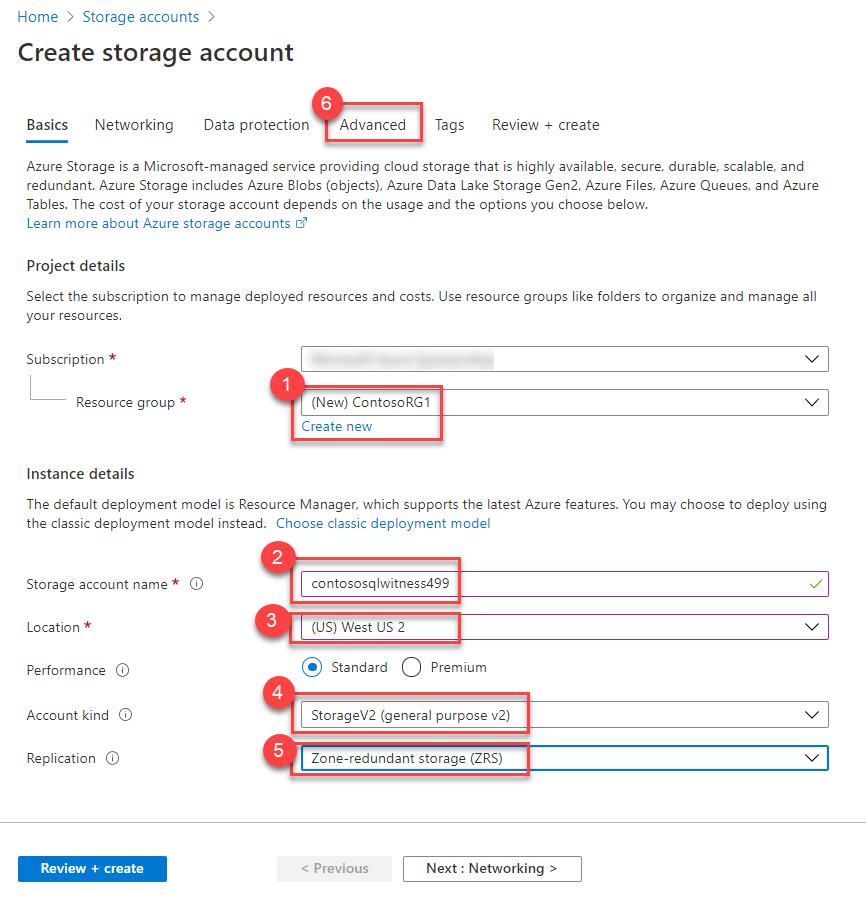 Home > Storage accounts >
Create storage account
6
Basics Networking Data protection Advanced Tags Review + create
Azure Storage is a Microsoft-managed service providing cloud storage that is highly available, secure, durable, scalable, and
redundant. Azure Storage includes Azure Blobs (objects), Azure Data Lake Storage Gen2, Azure Files, Azure Queues, and Azure
Tables. The cost of your storage account depends on the usage and the options you choose below.
Learn more about Azure storage accounts
Project details
Select the subscription to manage deployed resources and costs. Use resource groups like folders to organize and manage all
your resources.
Subscription *
1
Resource group * (New) ContosoRG1
Create new
Instance details
The default deployment model is Resource Manager, which supports the latest Azure features. You may choose to deploy using
the classic deployment model instead. Choose classic deployment model
2
Storage account name * contososqlwitness499
3
Location * (US) West US 2
Performance Standard Premium
4
Account kind StorageV2 (general purpose v2)
5
Replication Zone-redundant storage (ZRS)
Review + create < Previous Next : Networking >